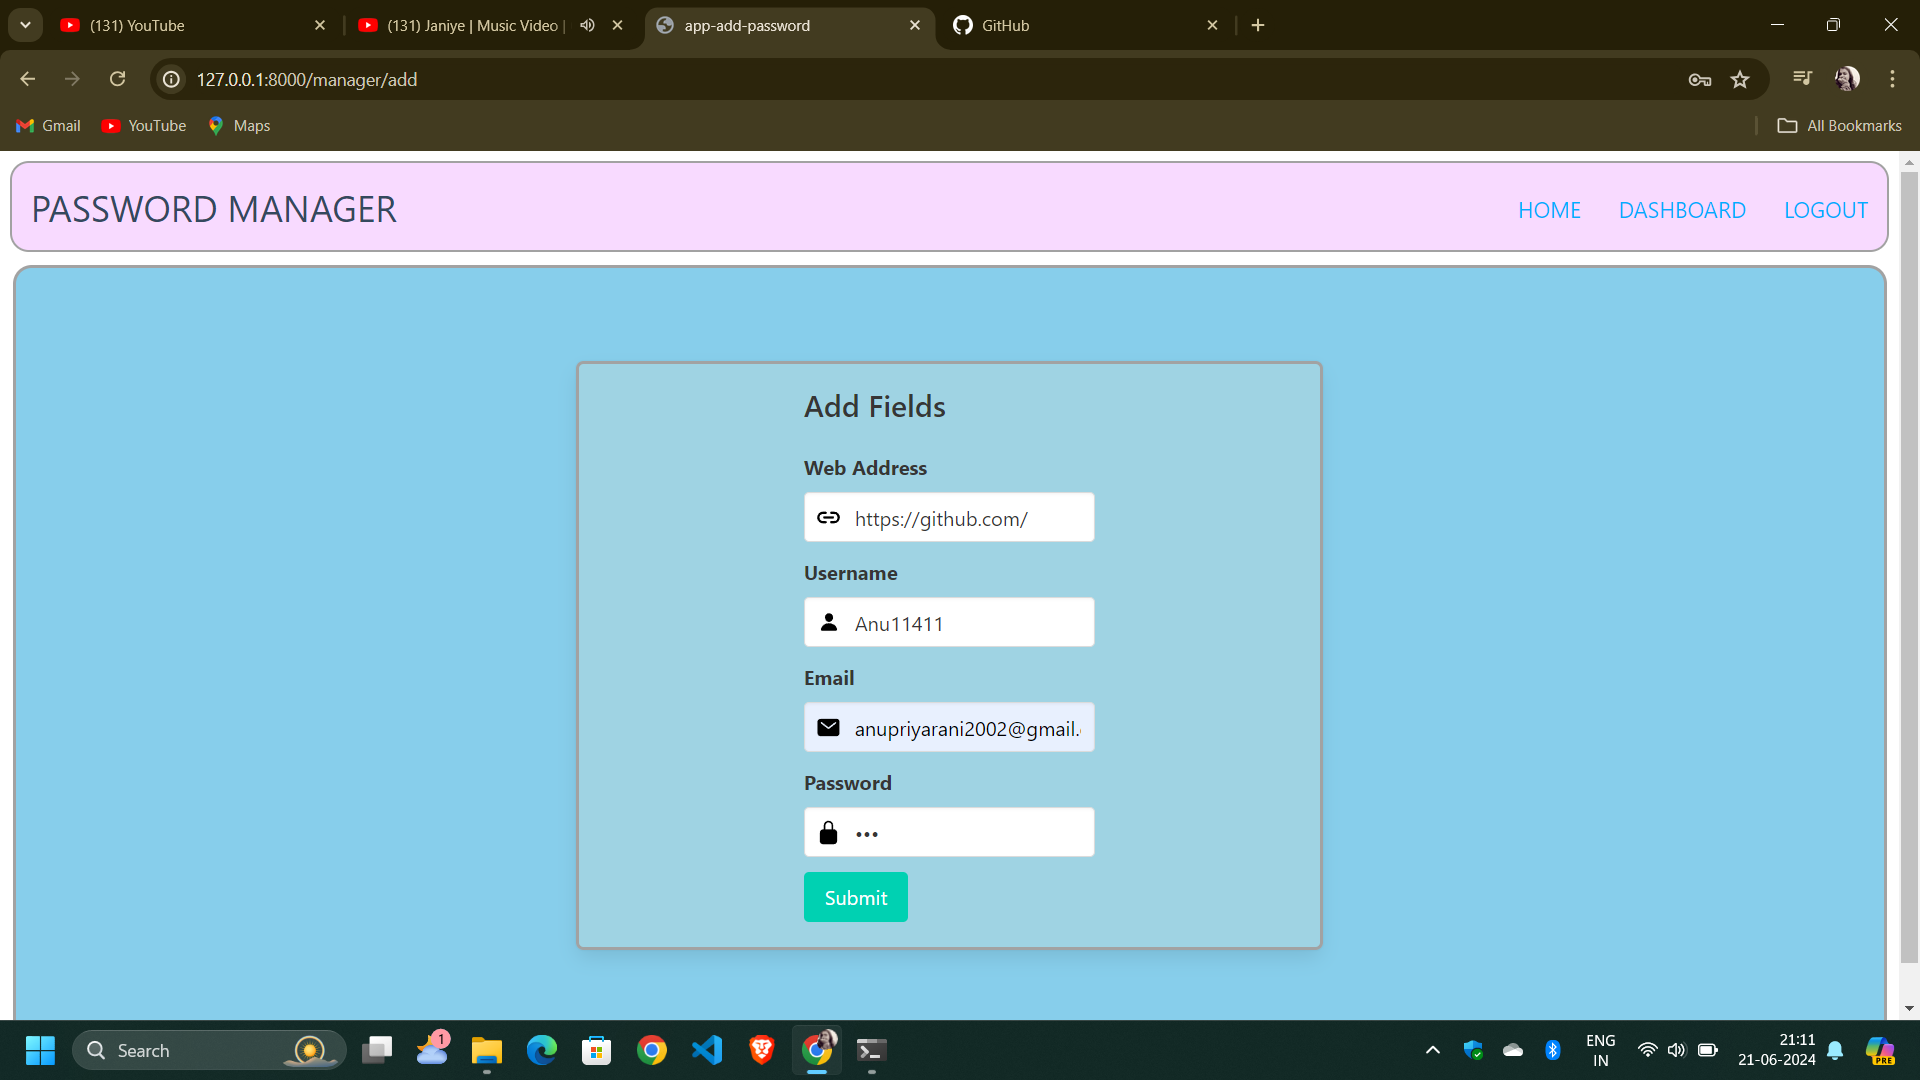 (131) YouTube
(131) Janiye | Music Video |
app-add-password
GitHub
127.0.0.1:8000/manager/add
Gmail
YouTube
Maps
All Bookmarks
PASSWORD MANAGER
HOME
DASHBOARD
LOGOUT
Add Fields
Web Address
https://github.com/
Username
Anu11411
Email
anupriyarani2002@gmail.
Password
•••
Submit
Search
1
ENG
IN
21:11
21-06-2024
PRE